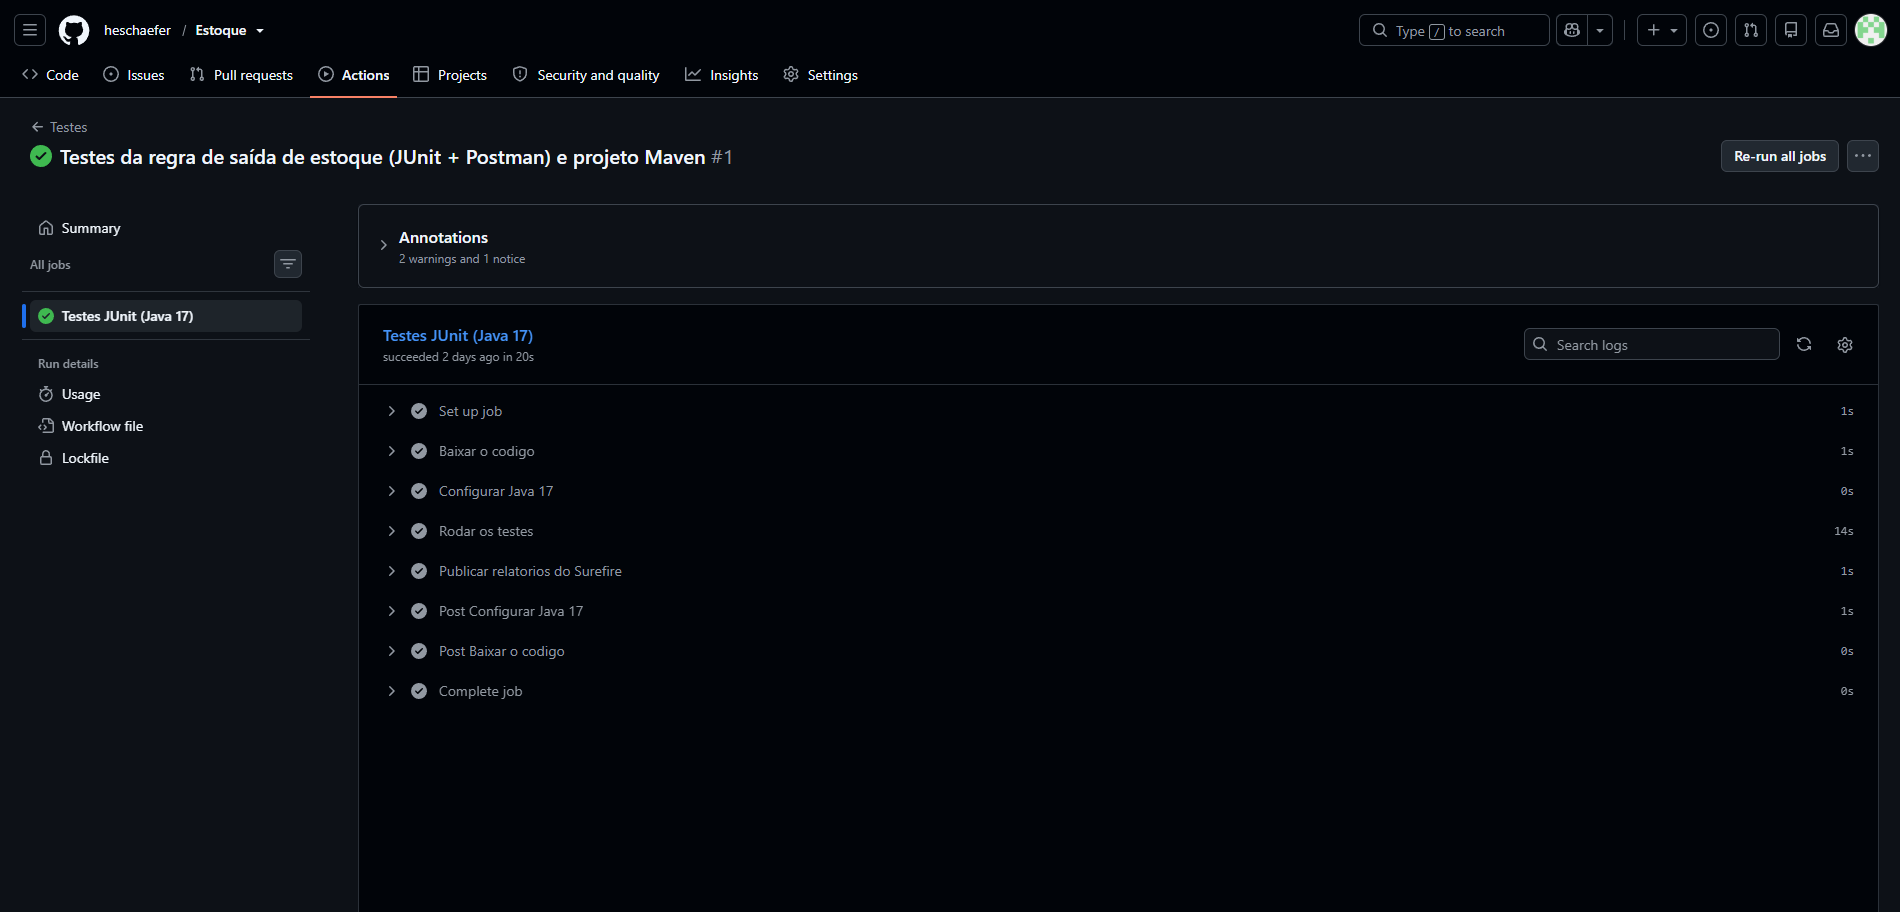 heschaefer / Estoque
Type / to search
Code
Issues
Pull requests
Actions
Projects
Security and quality
Insights
Settings
Testes
Testes da regra de saída de estoque (JUnit + Postman) e projeto Maven #1
Re-run all jobs
Summary
All jobs
Testes JUnit (Java 17)
Run details
Usage
Workflow file
Lockfile
Annotations
2 warnings and 1 notice
Testes JUnit (Java 17)
succeeded 2 days ago in 20s
Search logs
Set up job 1s
Baixar o codigo 1s
Configurar Java 17 0s
Rodar os testes 14s
Publicar relatorios do Surefire 1s
Post Configurar Java 17 1s
Post Baixar o codigo 0s
Complete job 0s